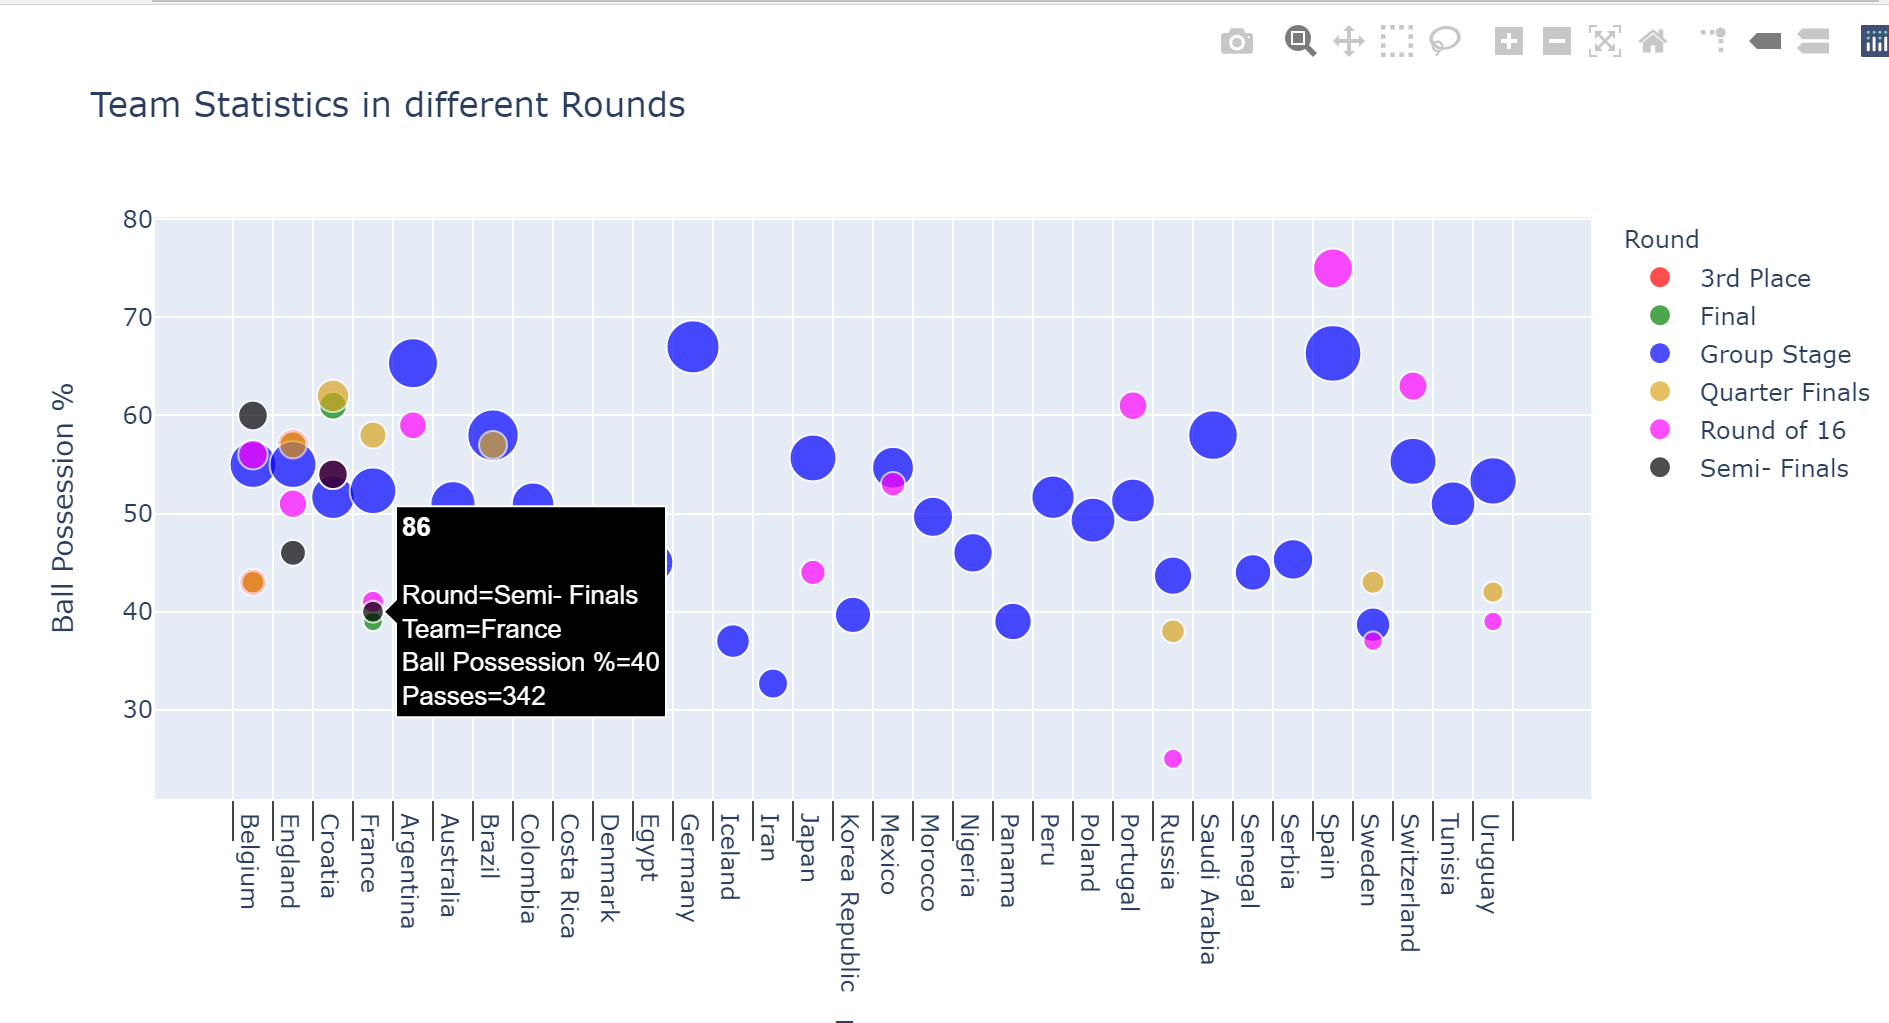 Team Statistics in different Rounds
Ball Possession %
80
70
60
50
40
30
86
Round=Semi- Finals
Team=France
Ball Possession %=40
Passes=342
Round
3rd Place
Final
Group Stage
Quarter Finals
Round of 16
Semi- Finals
Belgium
England
Croatia
France
Argentina
Australia
Brazil
Colombia
Costa Rica
Denmark
Egypt
Germany
Iceland
Iran
Japan
Korea Republic
Mexico
Morocco
Nigeria
Panama
Peru
Poland
Portugal
Russia
Saudi Arabia
Senegal
Serbia
Spain
Sweden
Switzerland
Tunisia
Uruguay